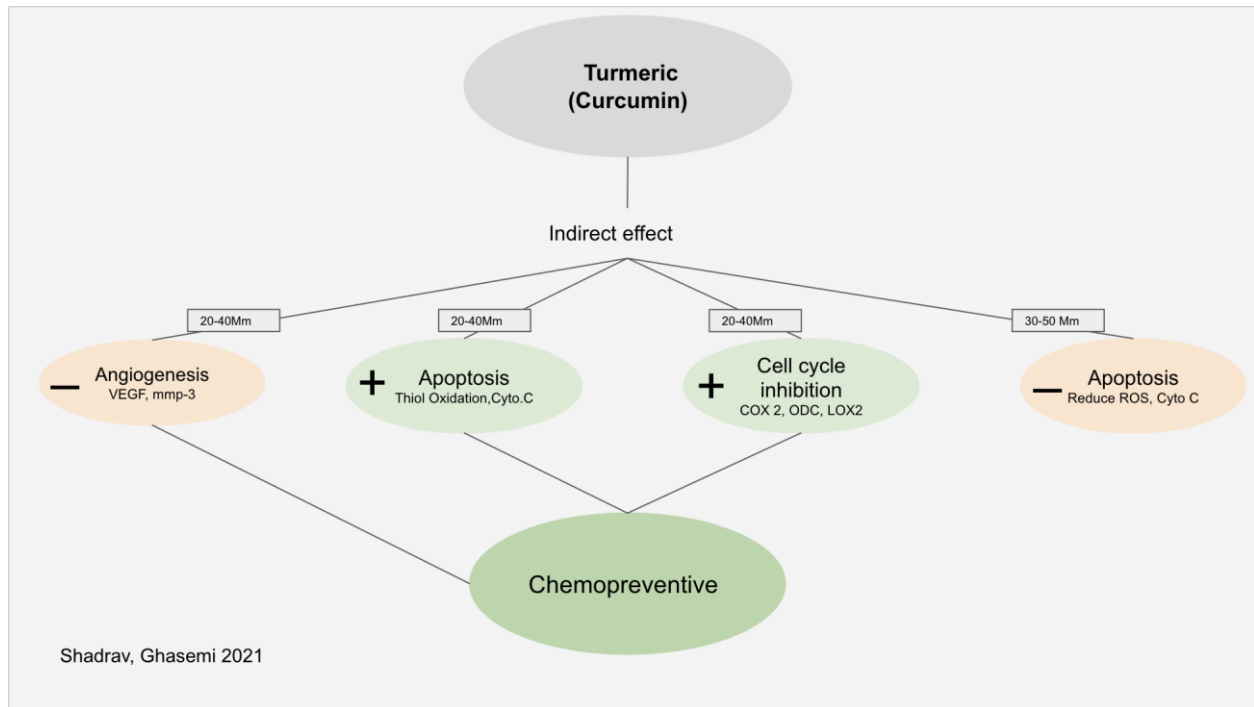 Turmeric
(Curcumin)
Indirect effect
20-40Mm
20-40Mm
20-40Mm
30-50 Mm
− Angiogenesis
VEGF, mmp-3
+ Apoptosis
Thiol Oxidation,Cyto.C
+ Cell cycle
inhibition
COX 2, ODC, LOX2
− Apoptosis
Reduce ROS, Cyto C
Chemopreventive
Shadrav, Ghasemi 2021